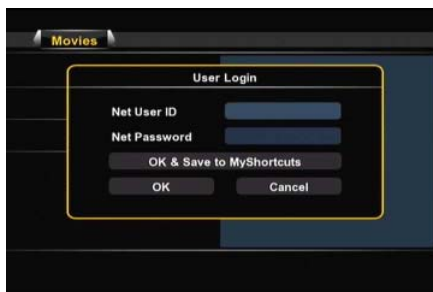 Movies
User Login
Net User ID
Net Password
OK & Save to MyShortcuts
OK
Cancel